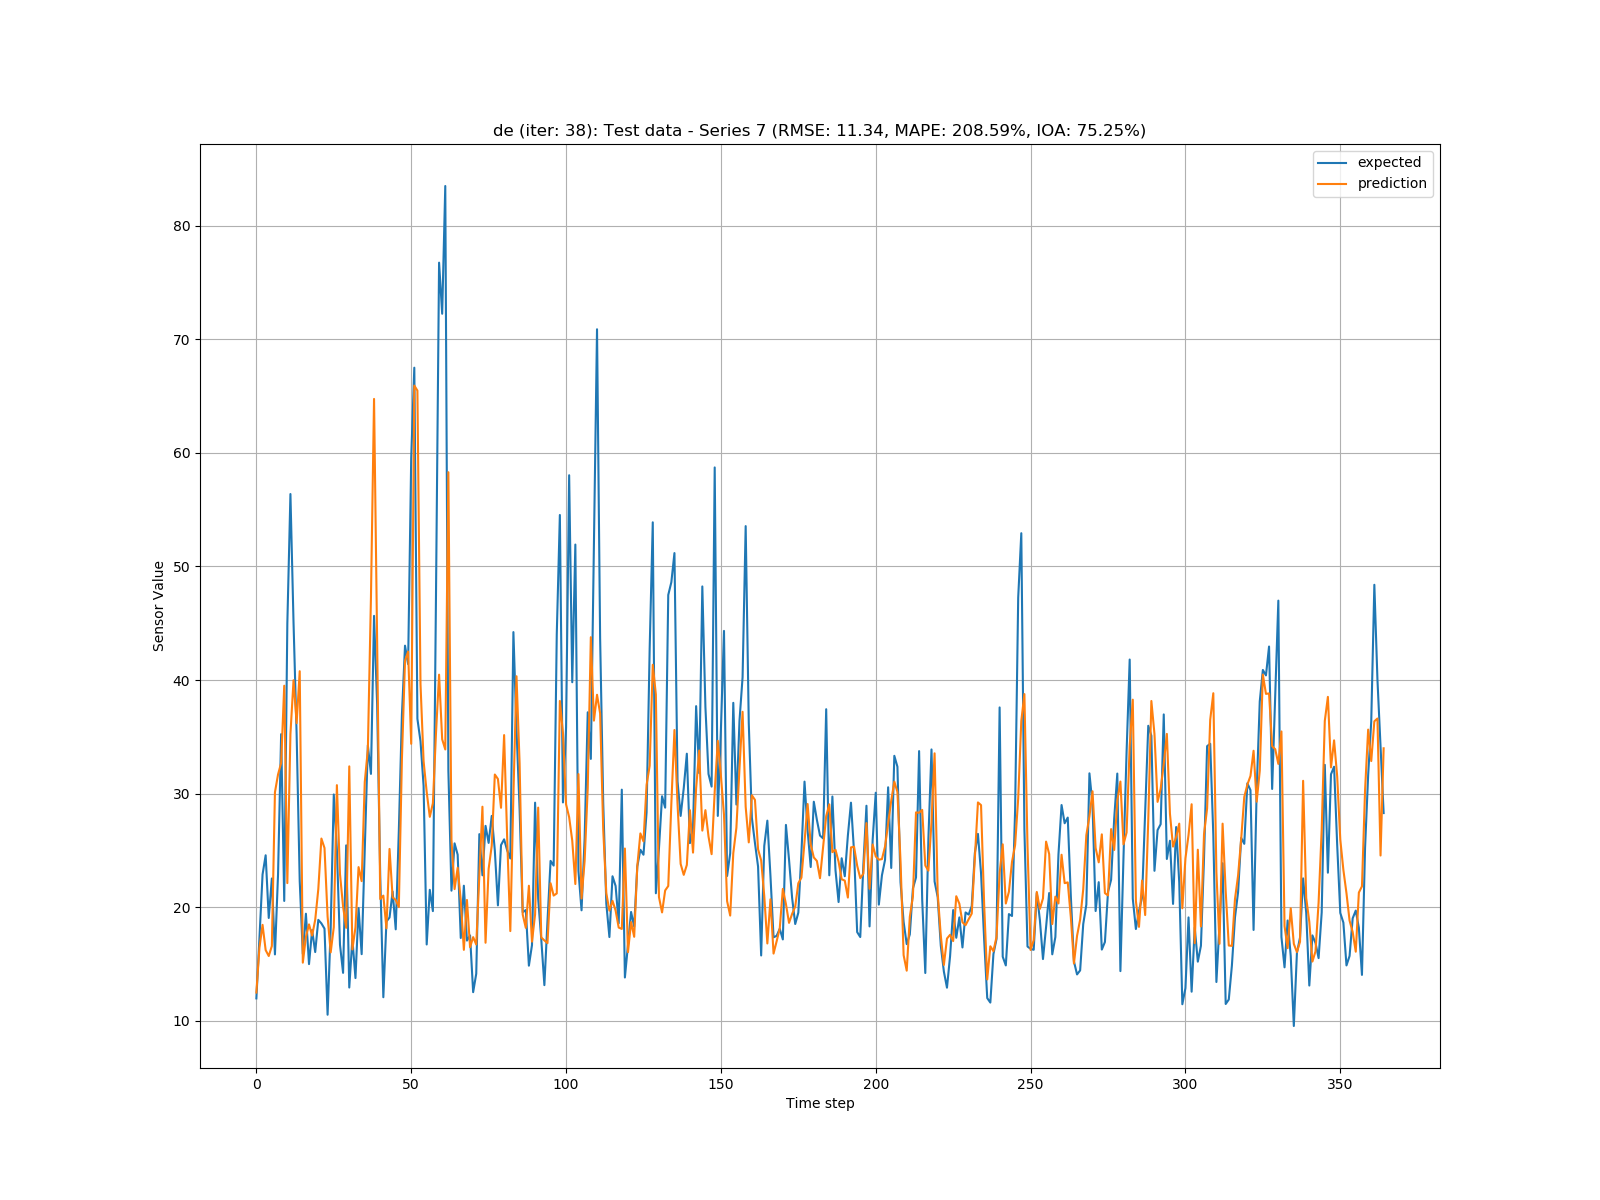 de (iter: 38): Test data - Series 7 (RMSE: 11.34, MAPE: 208.59%, IOA: 75.25%)
expected
prediction
80
70
60
50
40
30
20
10
Sensor Value
0 50 100 150 200 250 300 350
Time step